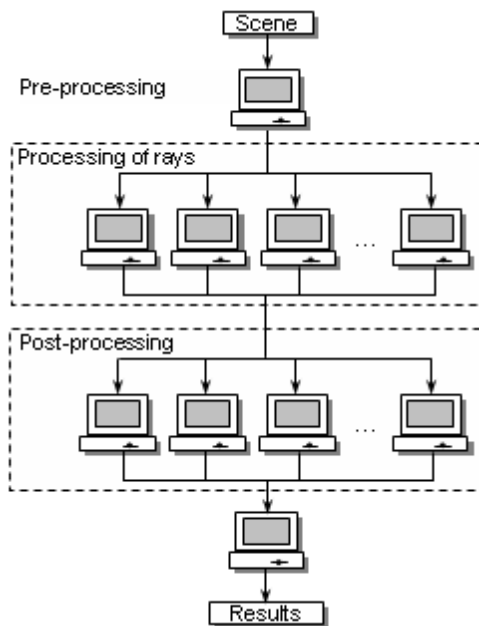 Scene
Pre-processing
Processing of rays
...
Post-processing
...
Results